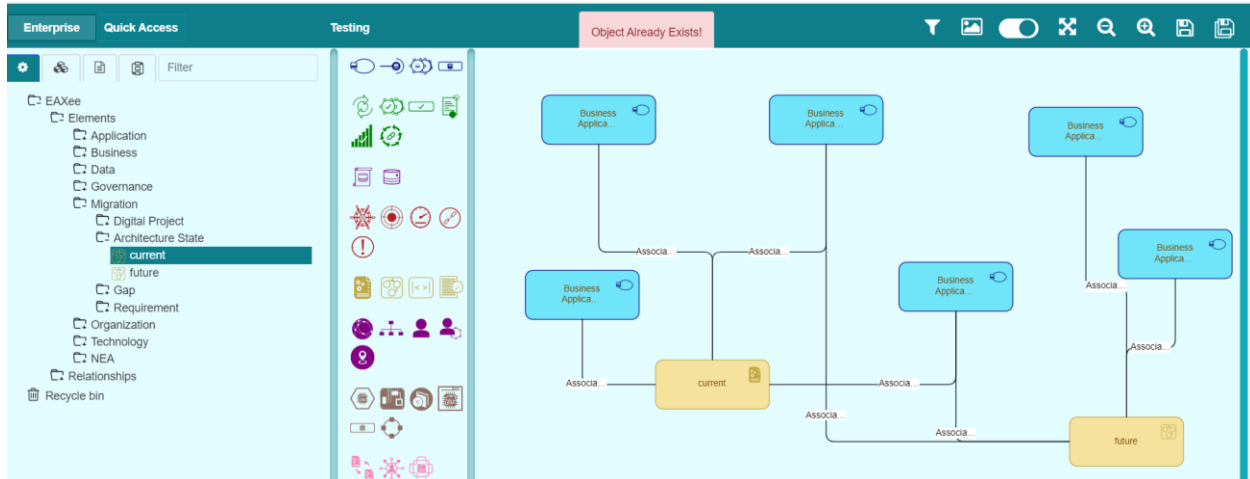 Enterprise
Quick Access
Testing
Object Already Exists!
Filter
EAXee
Elements
Application
Business
Data
Governance
Migration
Digital Project
Architecture State
current
future
Gap
Requirement
Organization
Technology
NEA
Relationships
Recycle bin
Business
Applica...
Business
Applica...
Business
Applica...
Business
Applica...
Business
Applica...
Business
Applica...
Associa...
Associa...
Associa...
Associa...
Associa...
Associa...
Associa...
Associa...
current
future